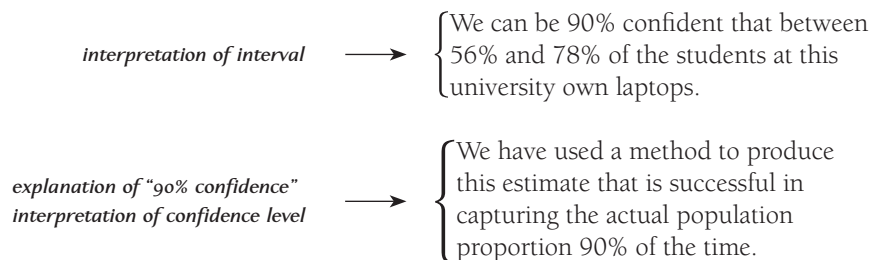 interpretation of interval
We can be 90% confident that between
56% and 78% of the students at this
university own laptops.
explanation of “90% confidence”
interpretation of confidence level
We have used a method to produce
this estimate that is successful in
capturing the actual population
proportion 90% of the time.